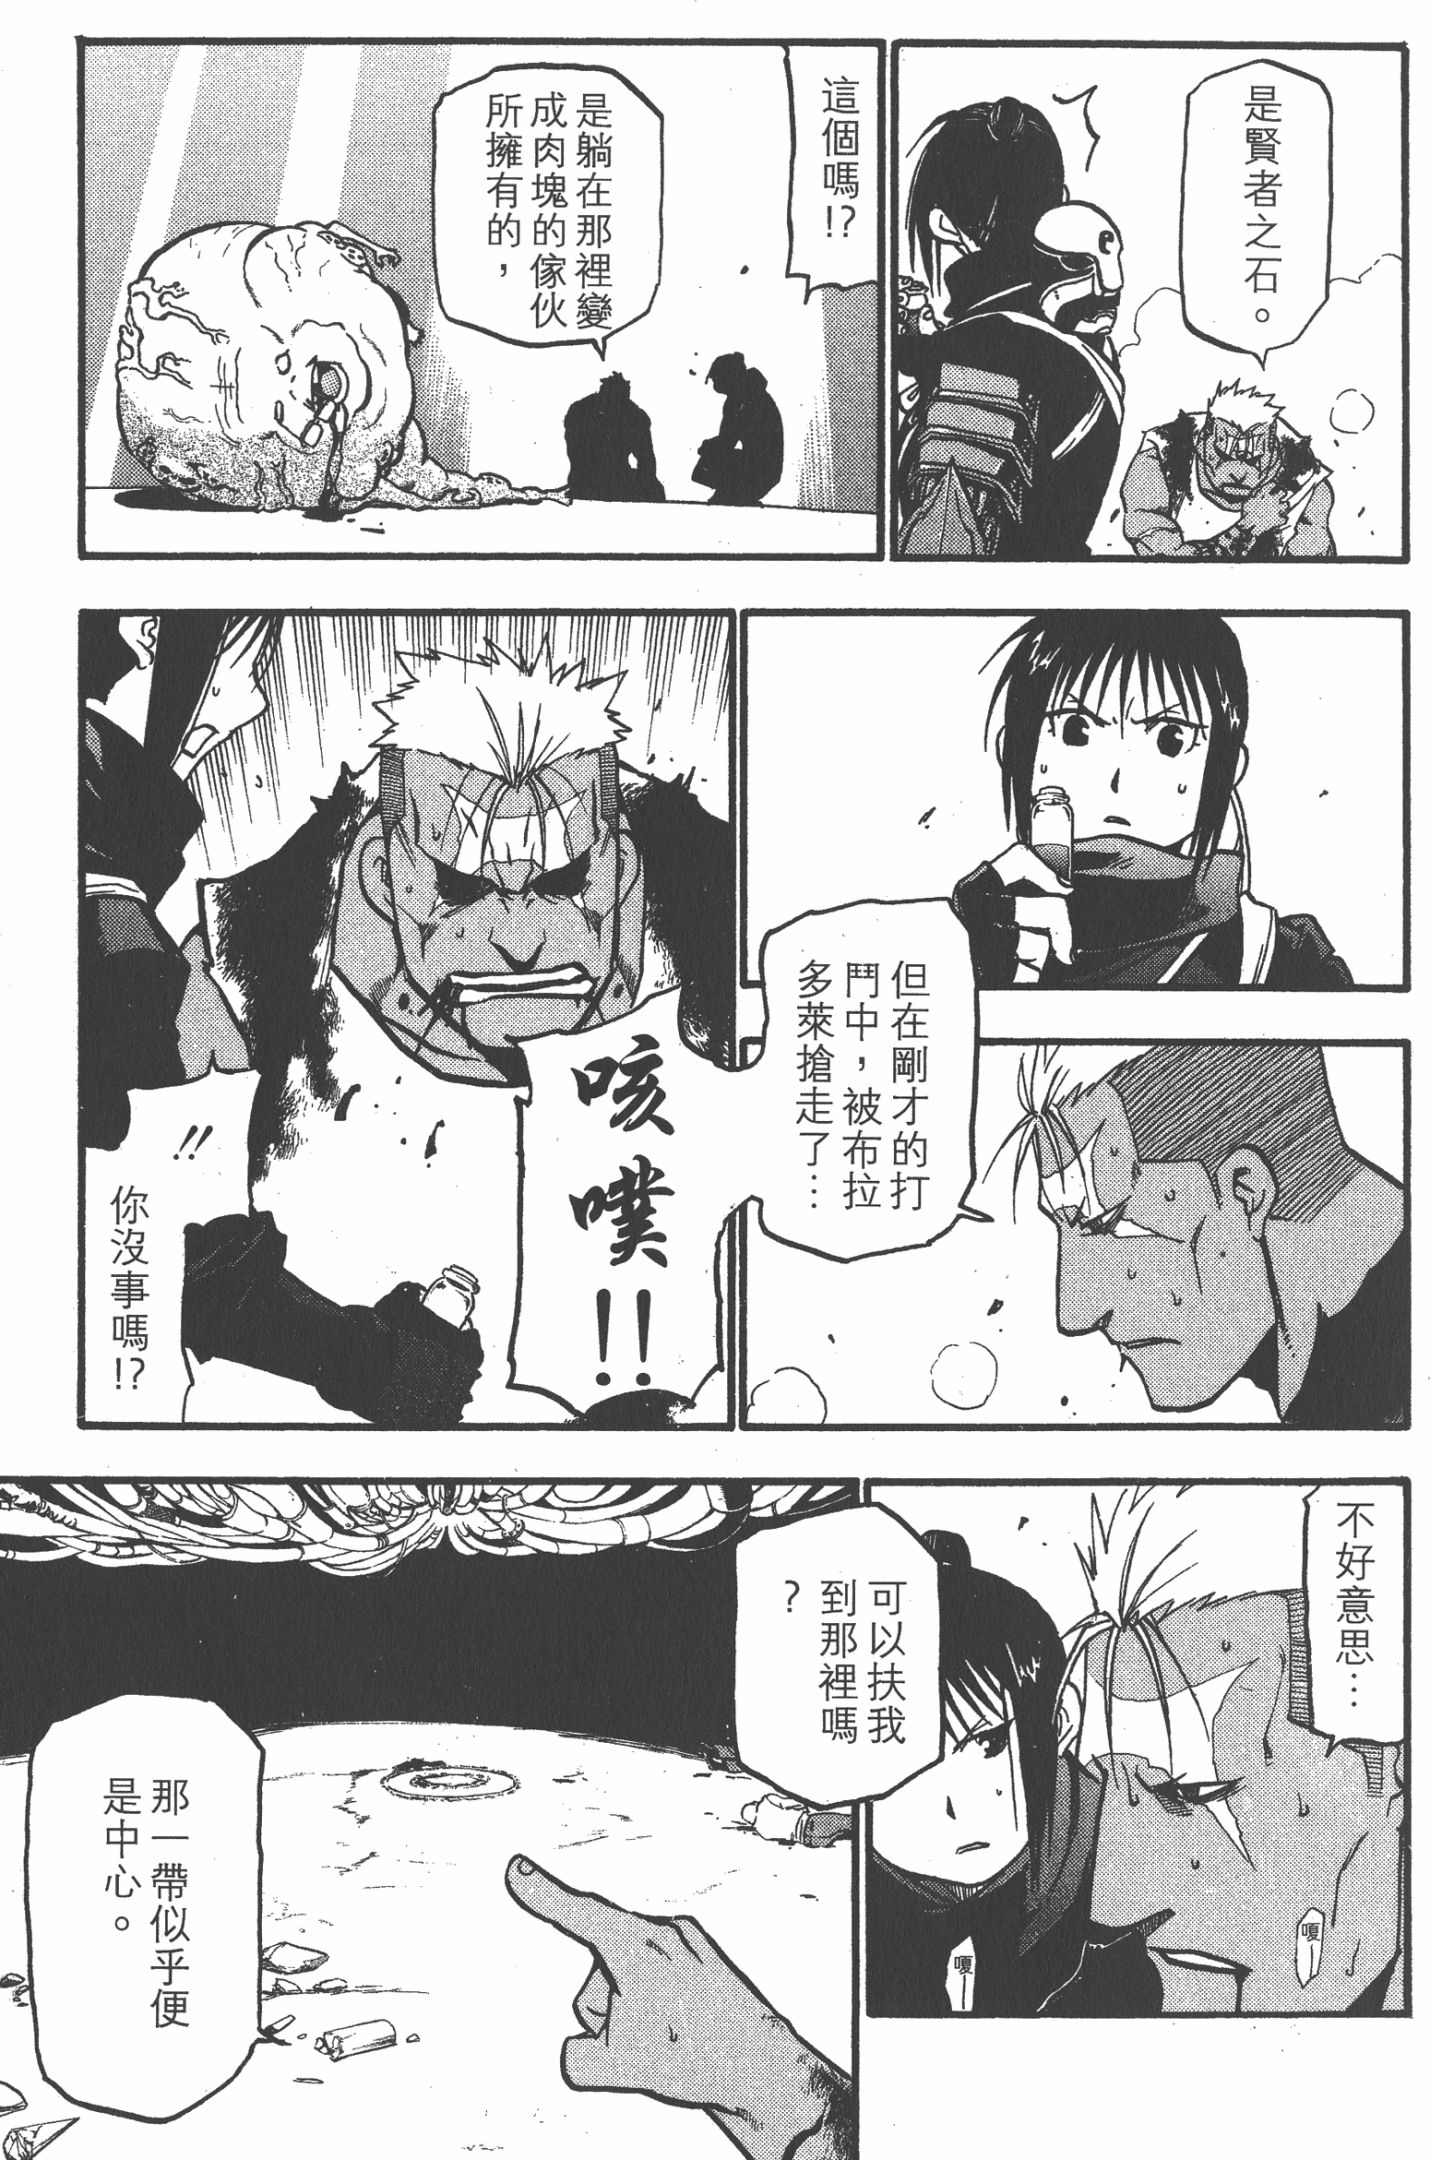 是賢者之石。
這個嗎!?
是躺在那裡變
成肉塊的傢伙
所擁有的，
但在剛才的打
鬥中，被布拉
多萊搶走了…
咳噗!!
!!
你沒事嗎!?
不好意思…
可以扶我
到那裡嗎
?
嗄—
嗄—
那一帶似乎便
是中心。